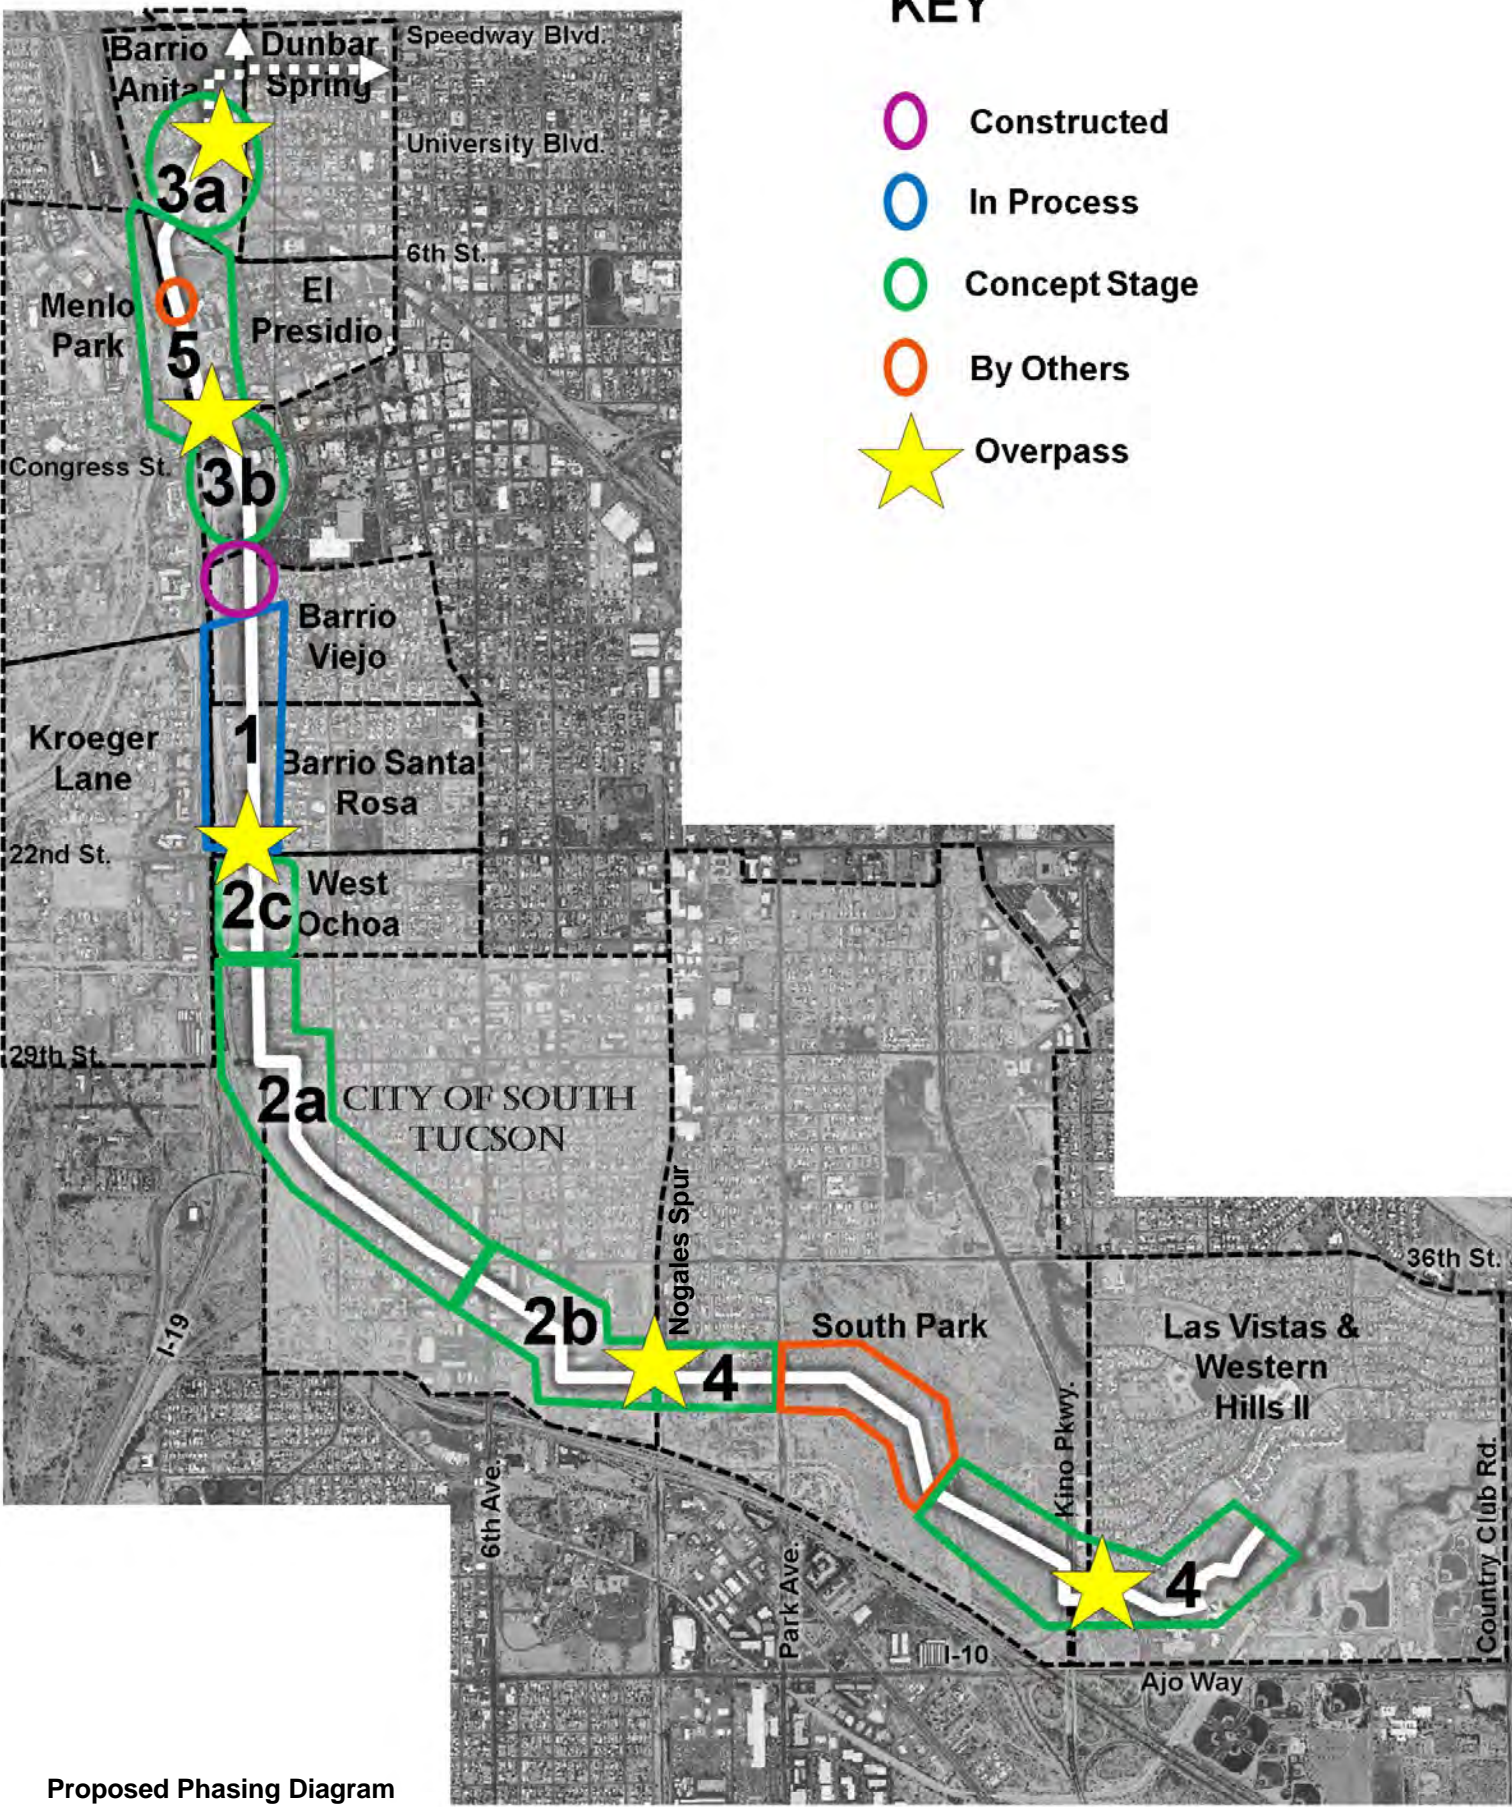 KEY
Constructed
In Process
Concept Stage
By Others
Overpass
Barrio
Anita
Dunbar
Spring
Speedway Blvd.
University Blvd.
3a
6th St.
Menlo
Park
El
Presidio
5
Congress St.
3b
Barrio
Viejo
Kroeger
Lane
1
Barrio Santa
Rosa
22nd St.
West
Ochoa
2c
29th St.
2a
CITY OF SOUTH
TUCSON
Nogales Spur
36th St.
I-19
2b
South Park
Las Vistas &
Western
Hills II
4
Kino Pkwy.
Country Club Rd.
6th Ave.
Park Ave.
4
I-10
Ajo Way
Proposed Phasing Diagram